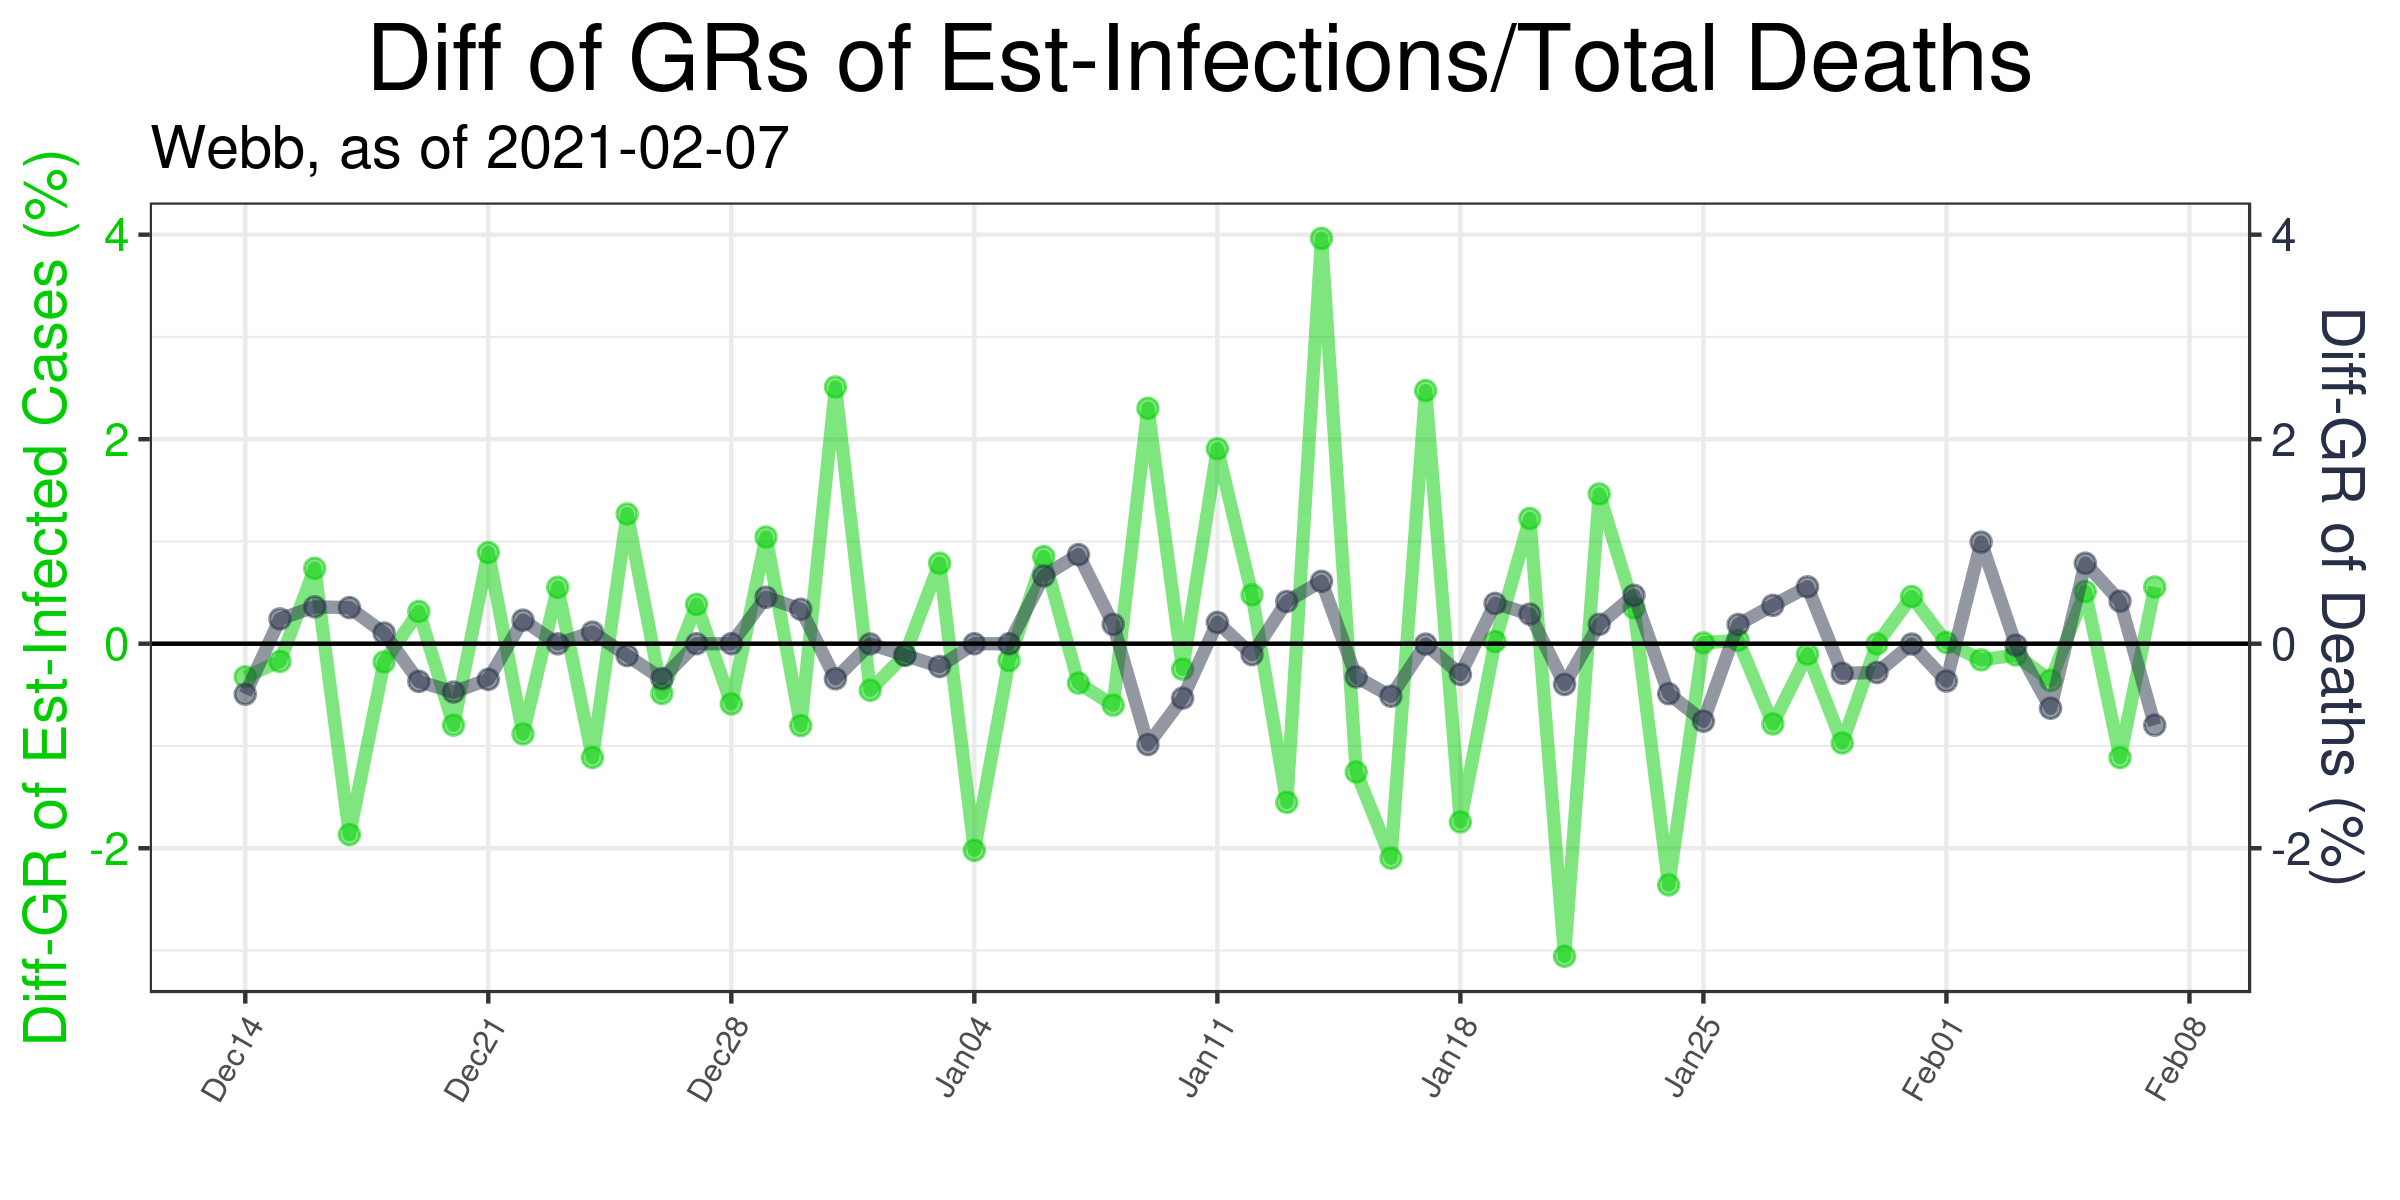 Diff of GRs of Est-Infections/Total Deaths
Webb, as of 2021-02-07
Diff-GR of Est-Infected Cases (%)
4
2
0
-2
4
2
0
-2
Diff-GR of Deaths (%)
Dec14
Dec21
Dec28
Jan04
Jan11
Jan18
Jan25
Feb01
Feb08